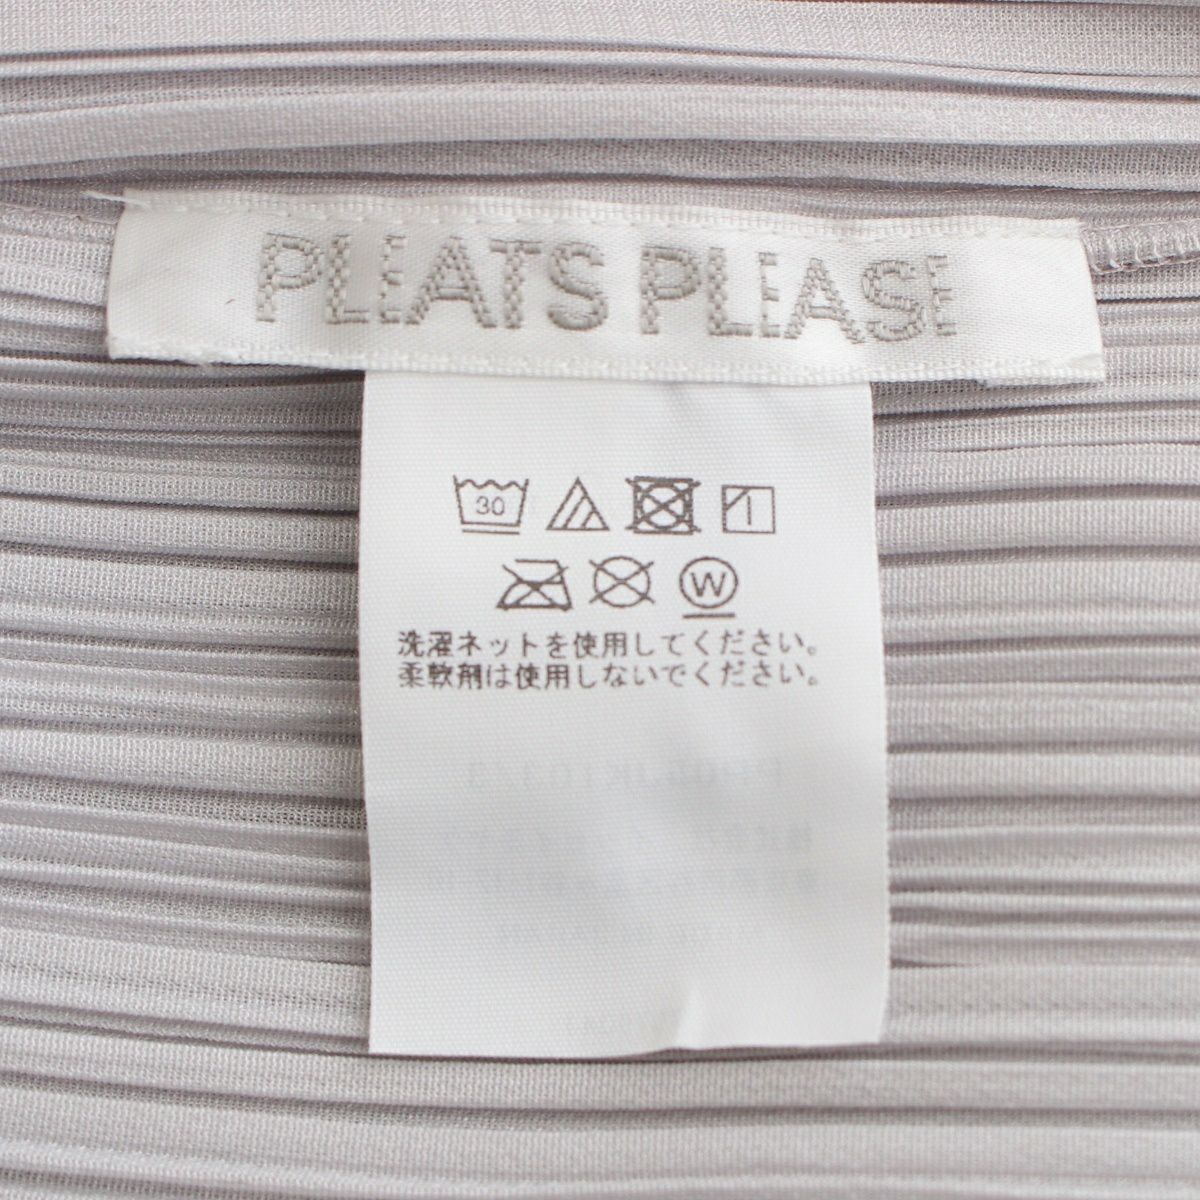 PLEATS PLEASE
30
W
洗濯ネットを使用してください。
柔軟剤は使用しないでください。